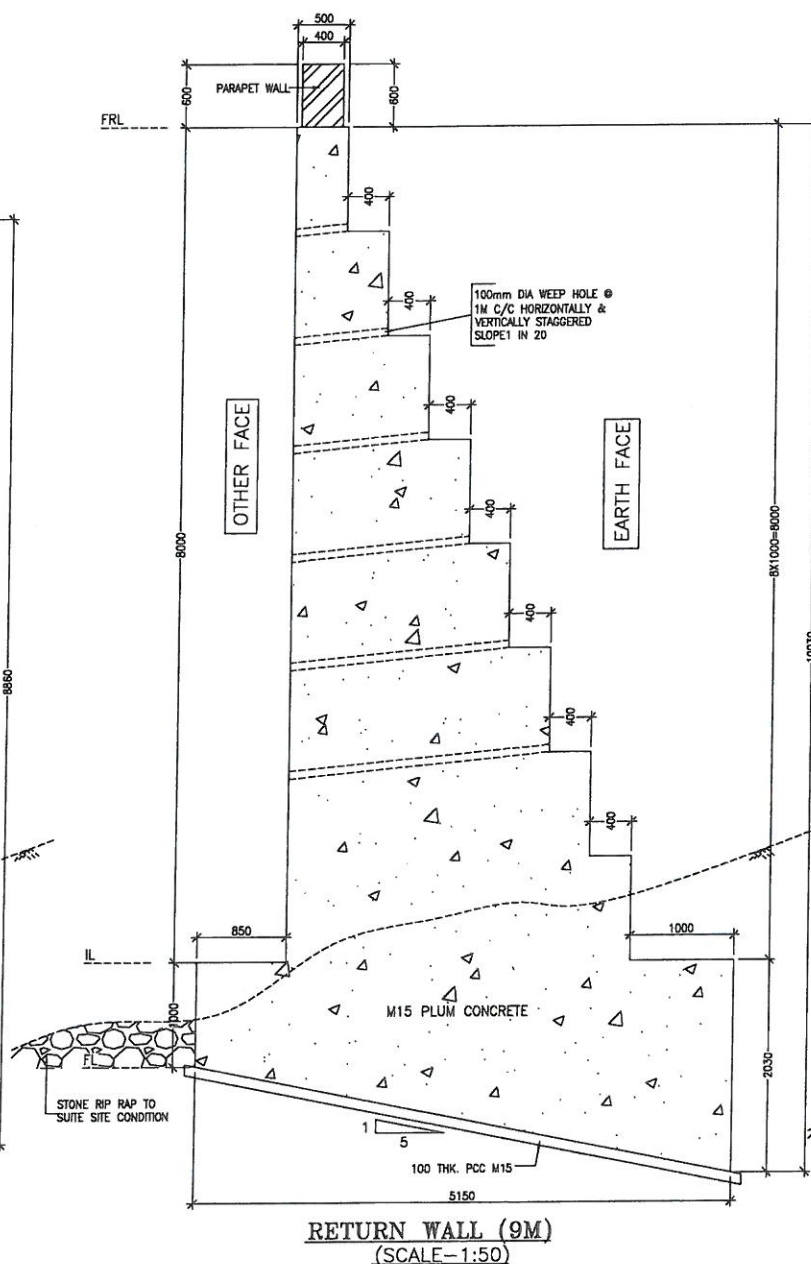 500
400
600
PARAPET WALL
600
FRL
400
400
100mm DIA WEEP HOLE @
1M C/C HORIZONTALLY &
VERTICALLY STAGGERED
SLOPE1 IN 20
400
OTHER FACE
EARTH FACE
400
8000
8X1000=8000
400
8860
400
400
850
1000
IL
1000
M15 PLUM CONCRETE
2030
STONE RIP RAP TO
SUITE SITE CONDITION
1
5
100 THK. PCC M15
5150
RETURN WALL (9M)
(SCALE-1:50)